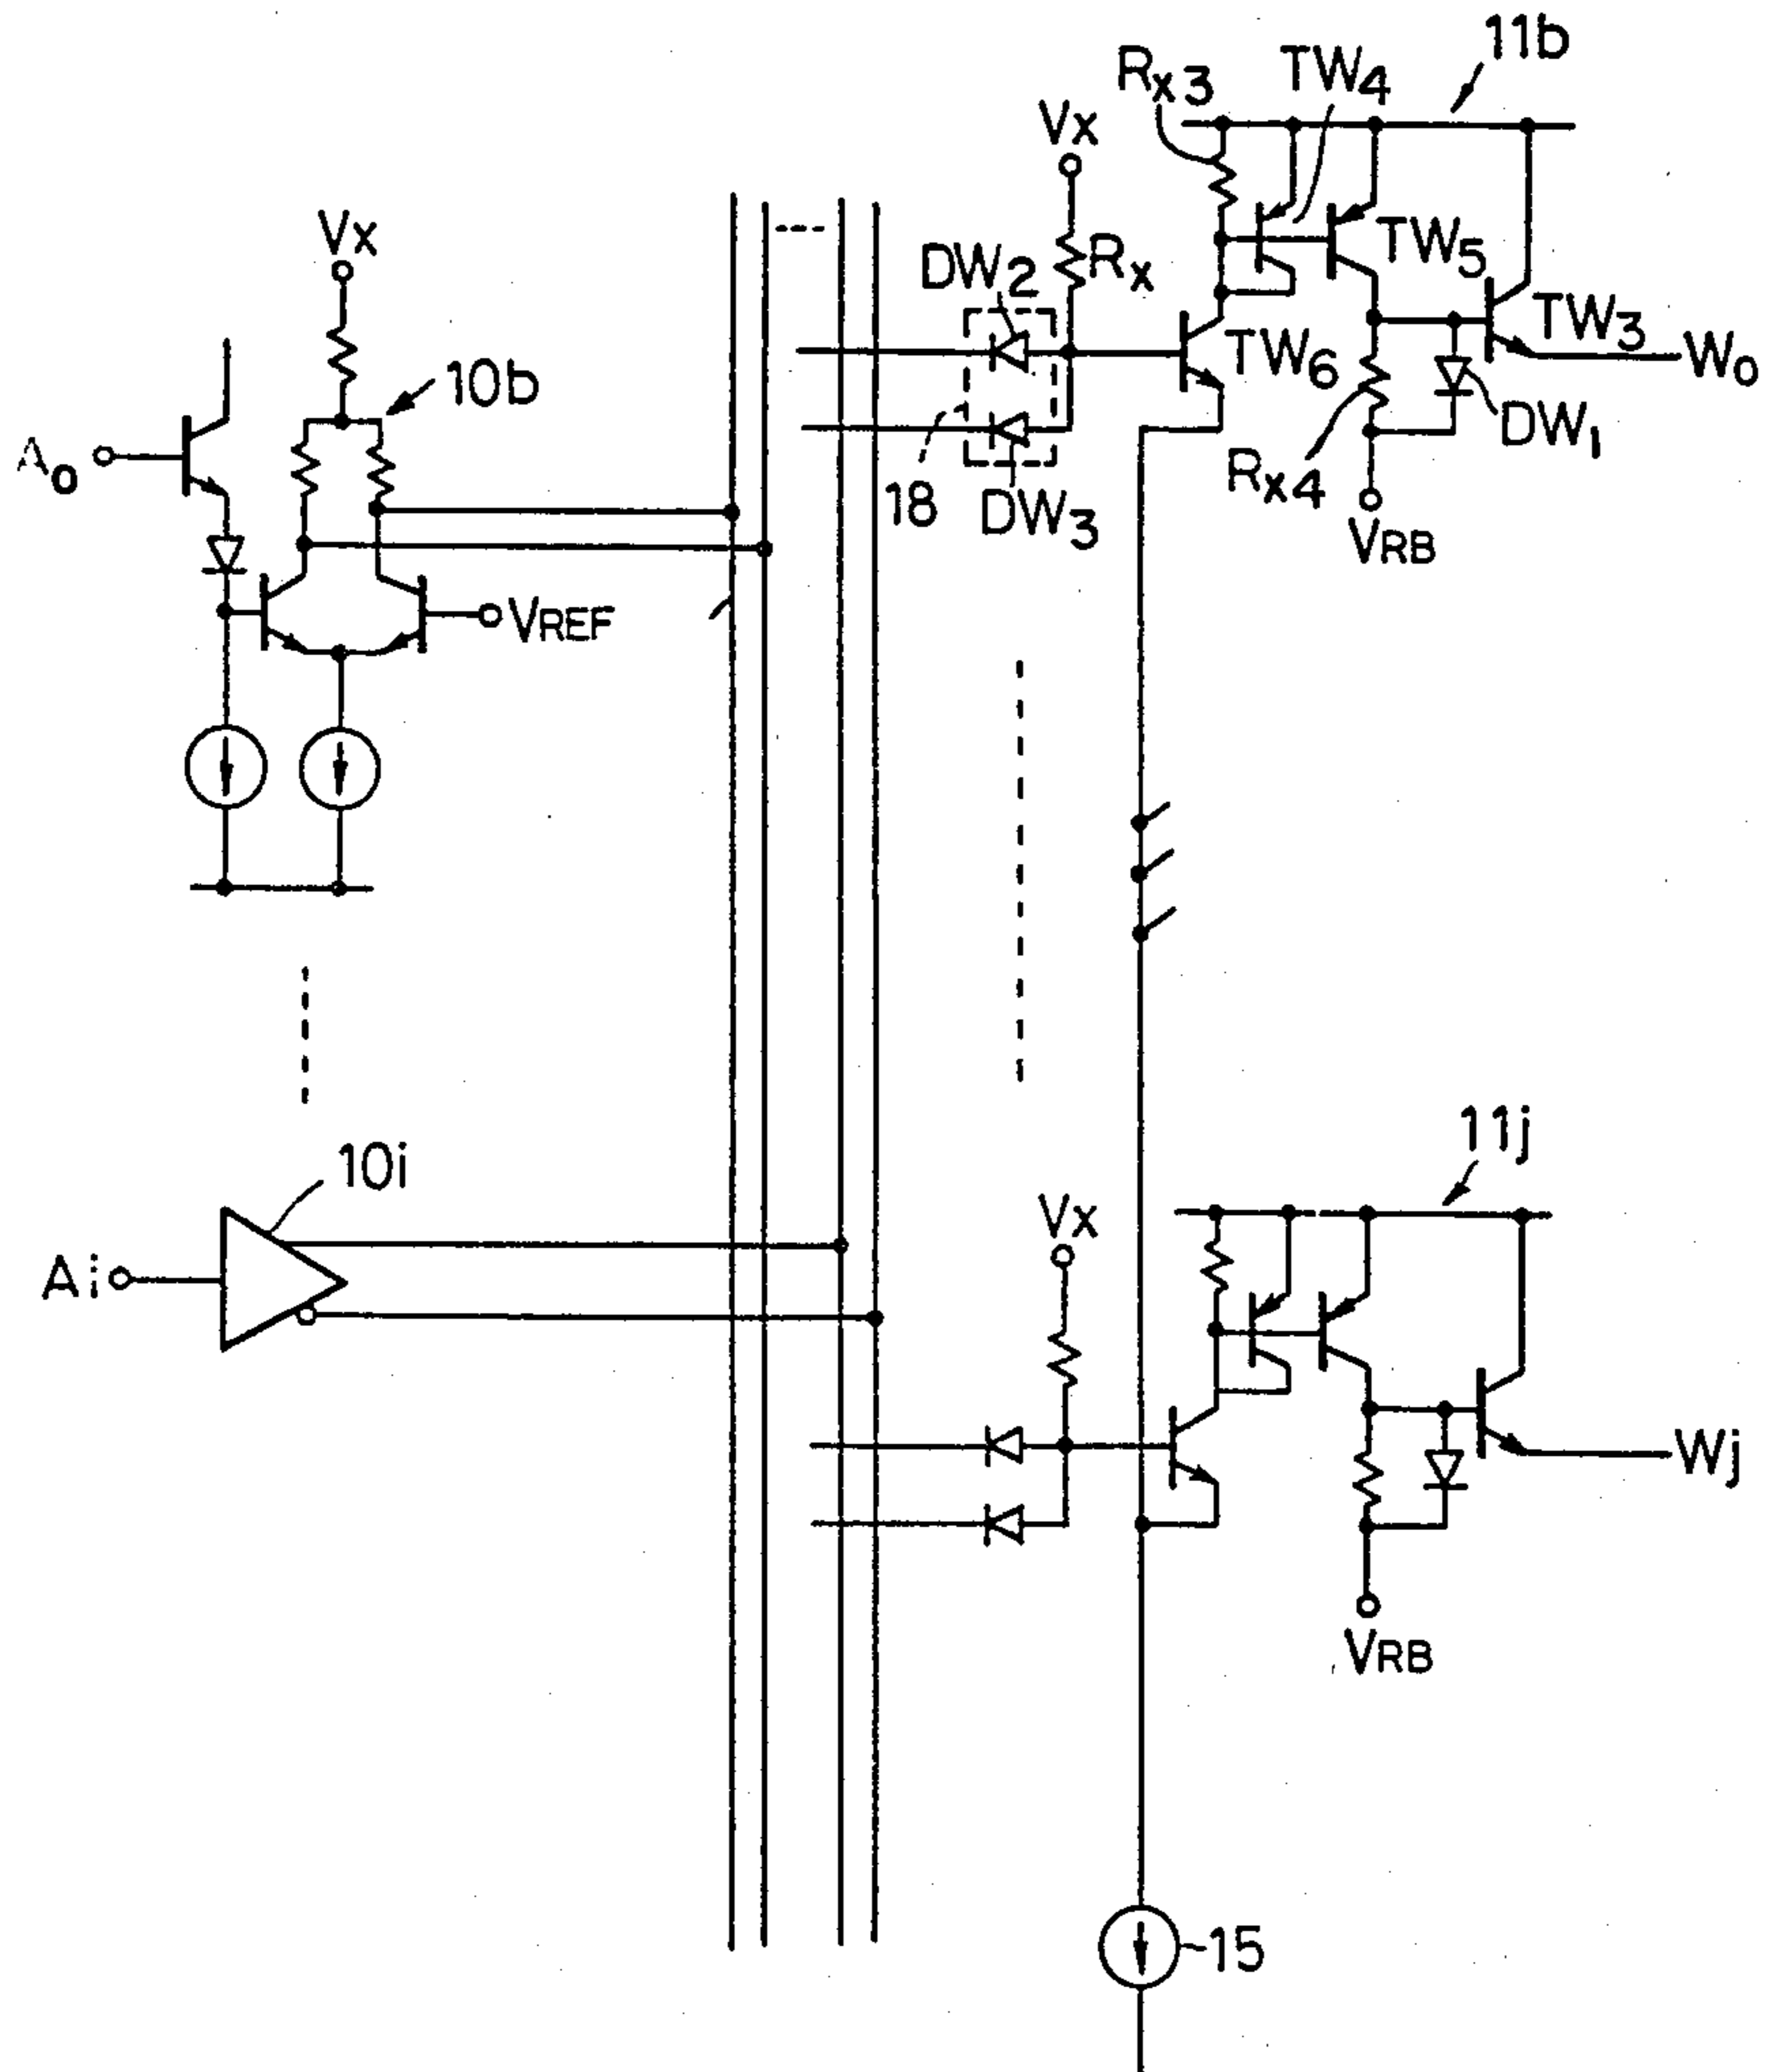 11b
Rx3
TW4
Vx
Vx
DW2
Rx
TW5
TW3
TW6
W0
10b
A0
DW1
Rx4
18
DW3
VRB
VREF
11j
10i
Vx
Ai
Wj
VRB
15